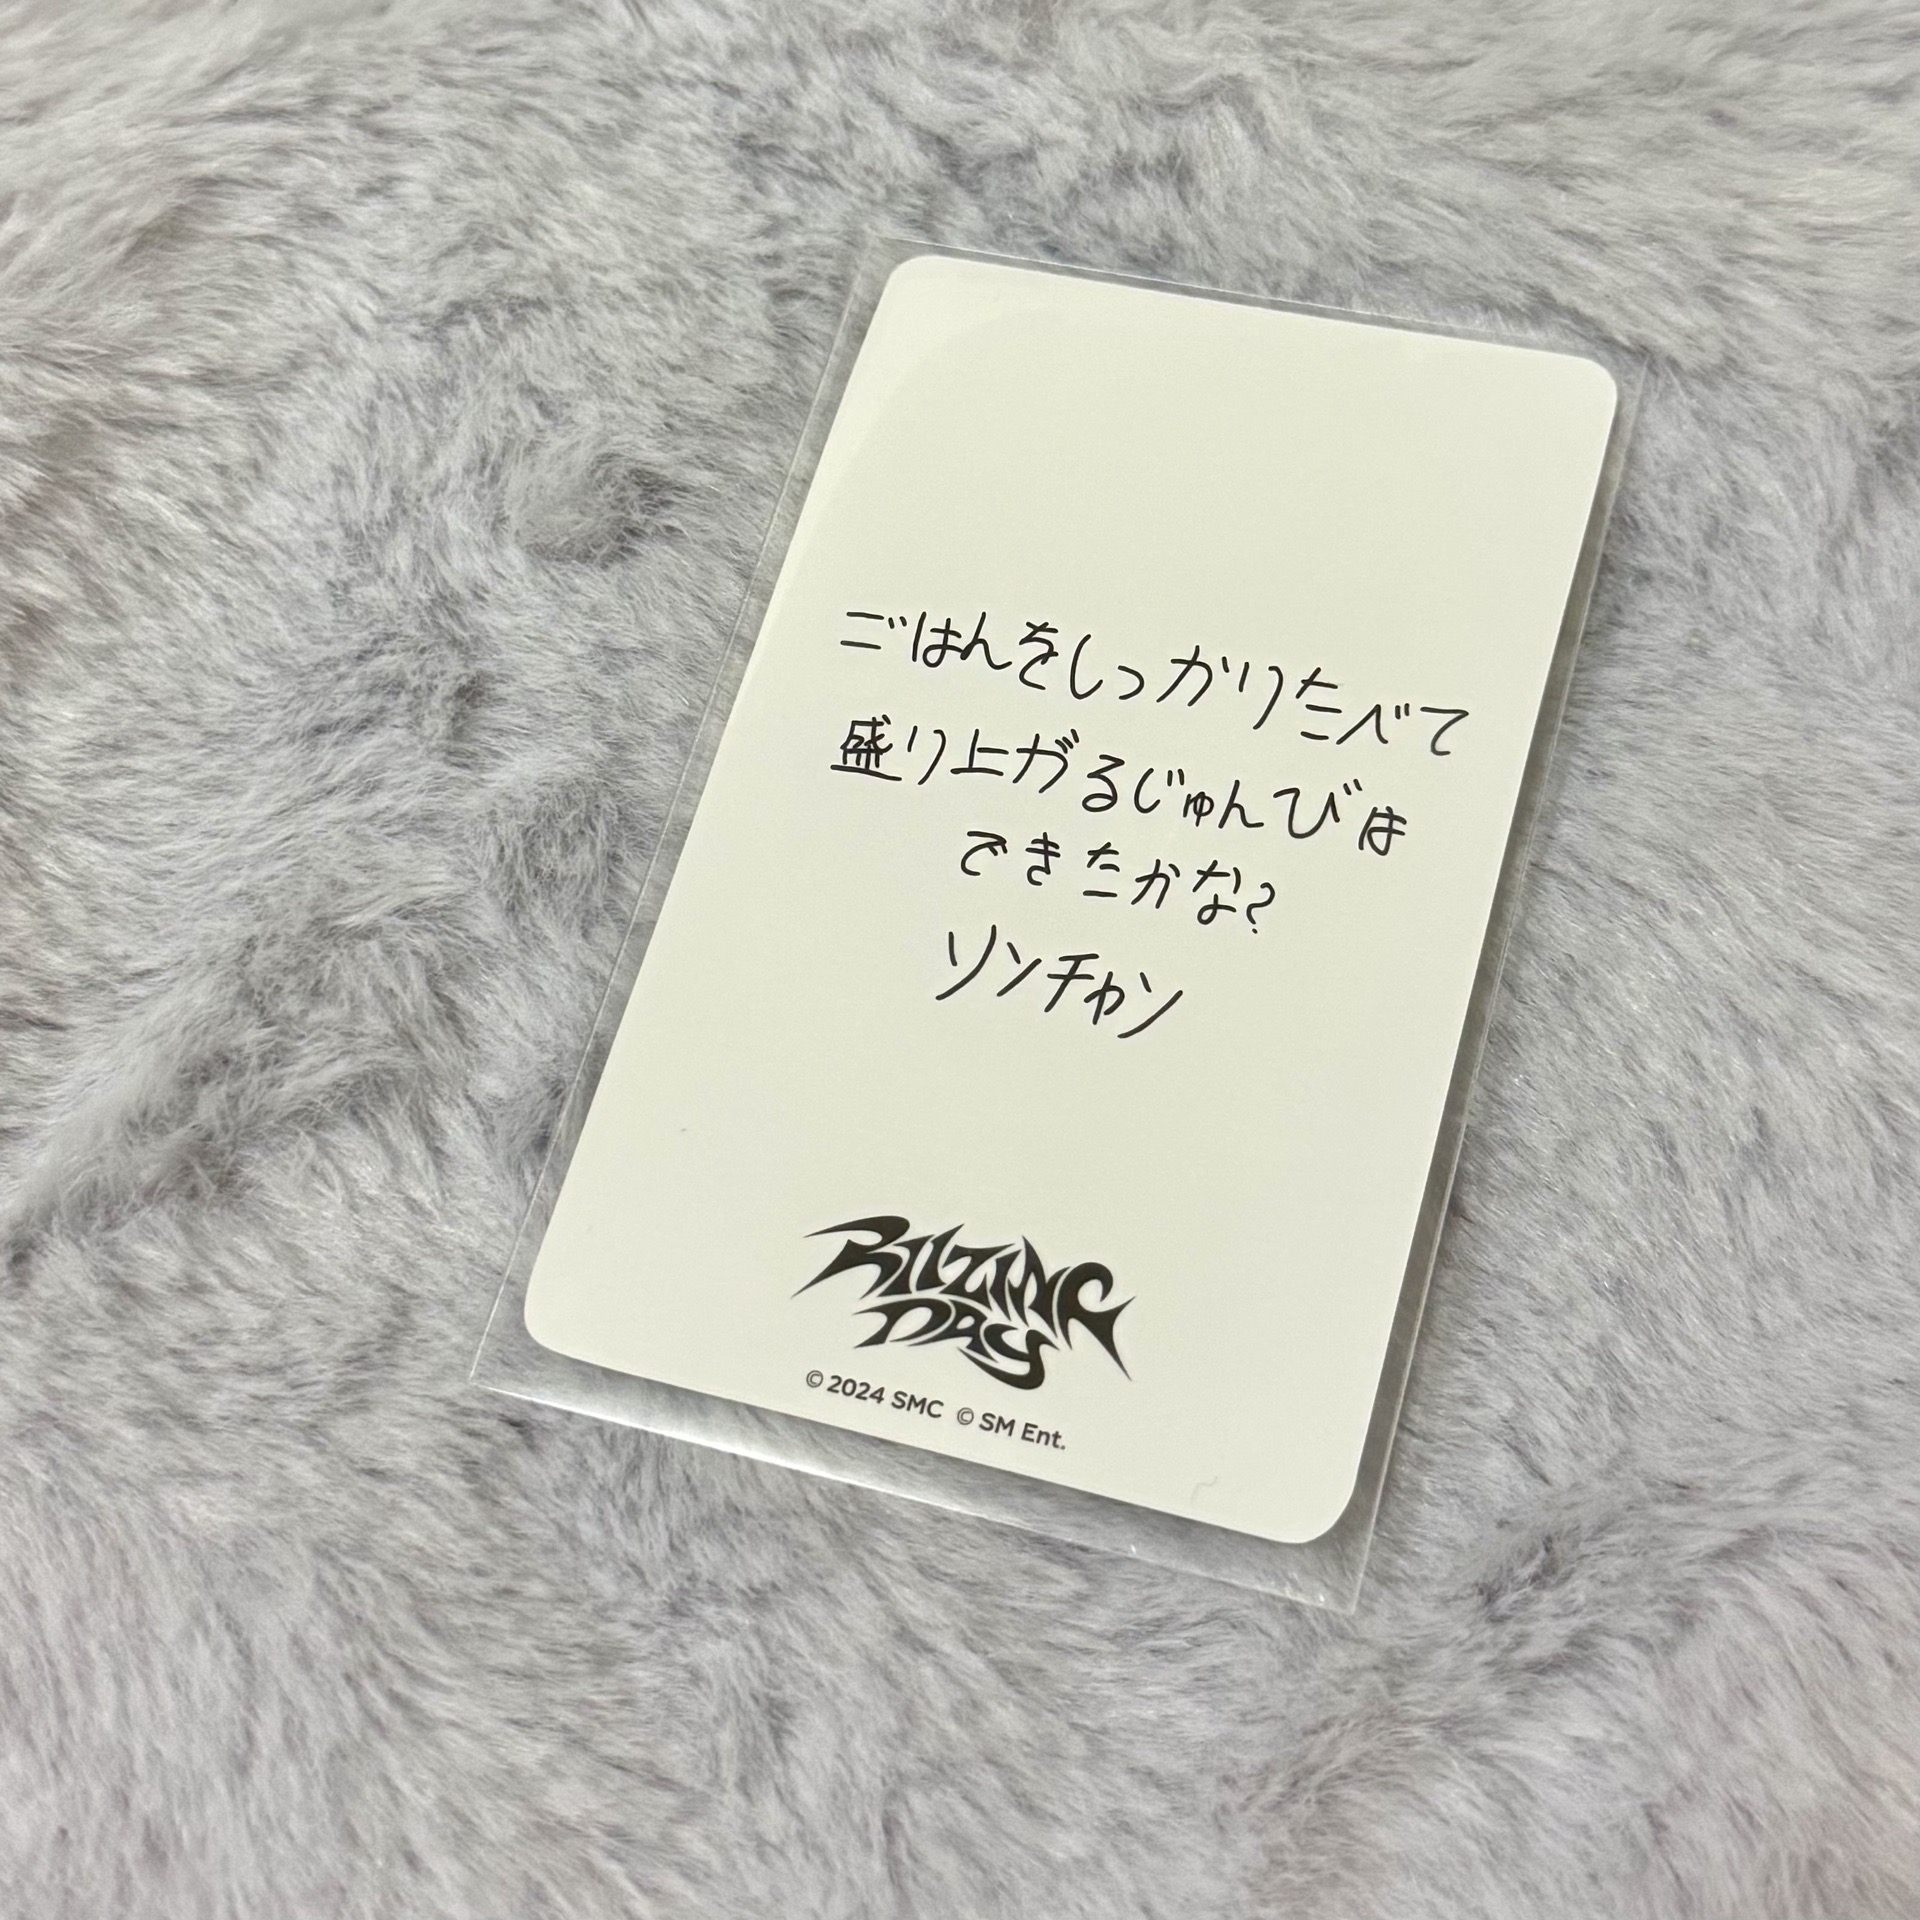 ごはんをしっかりたべて
盛り上がるじゅんびは
できたかな?
ソンチャン
RIIZING
DAY
© 2024 SMC © SM Ent.